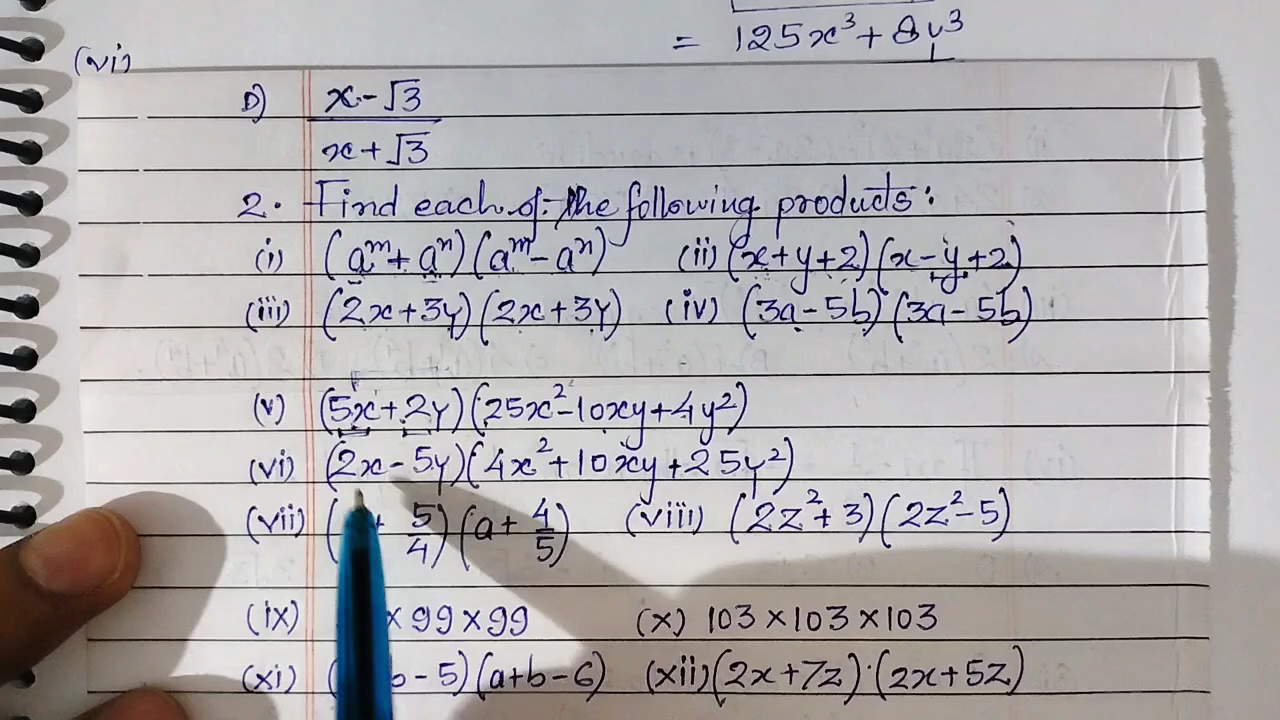 = 125x³ + 8y³
(vi)
D) x - √3
x + √3
2. Find each of the following products:
(i) (aᵐ + aⁿ)(aᵐ - aⁿ) (ii) (x+y+2)(x-y+2)
(iii) (2x+3y)(2x+3y) (iv) (3a-5b)(3a-5b)
(v) (5x+2y)(25x²-10xy+4y²)
(vi) (2x-5y)(4x²+10xy+25y²)
(vii) ( + 5/4)(a + 4/5) (viii) (2z²+3)(2z²-5)
(ix) × 99 × 99 (x) 103 × 103 × 103
(xi) ( b - 5)(a+b-6) (xii) (2x+7z)·(2x+5z)